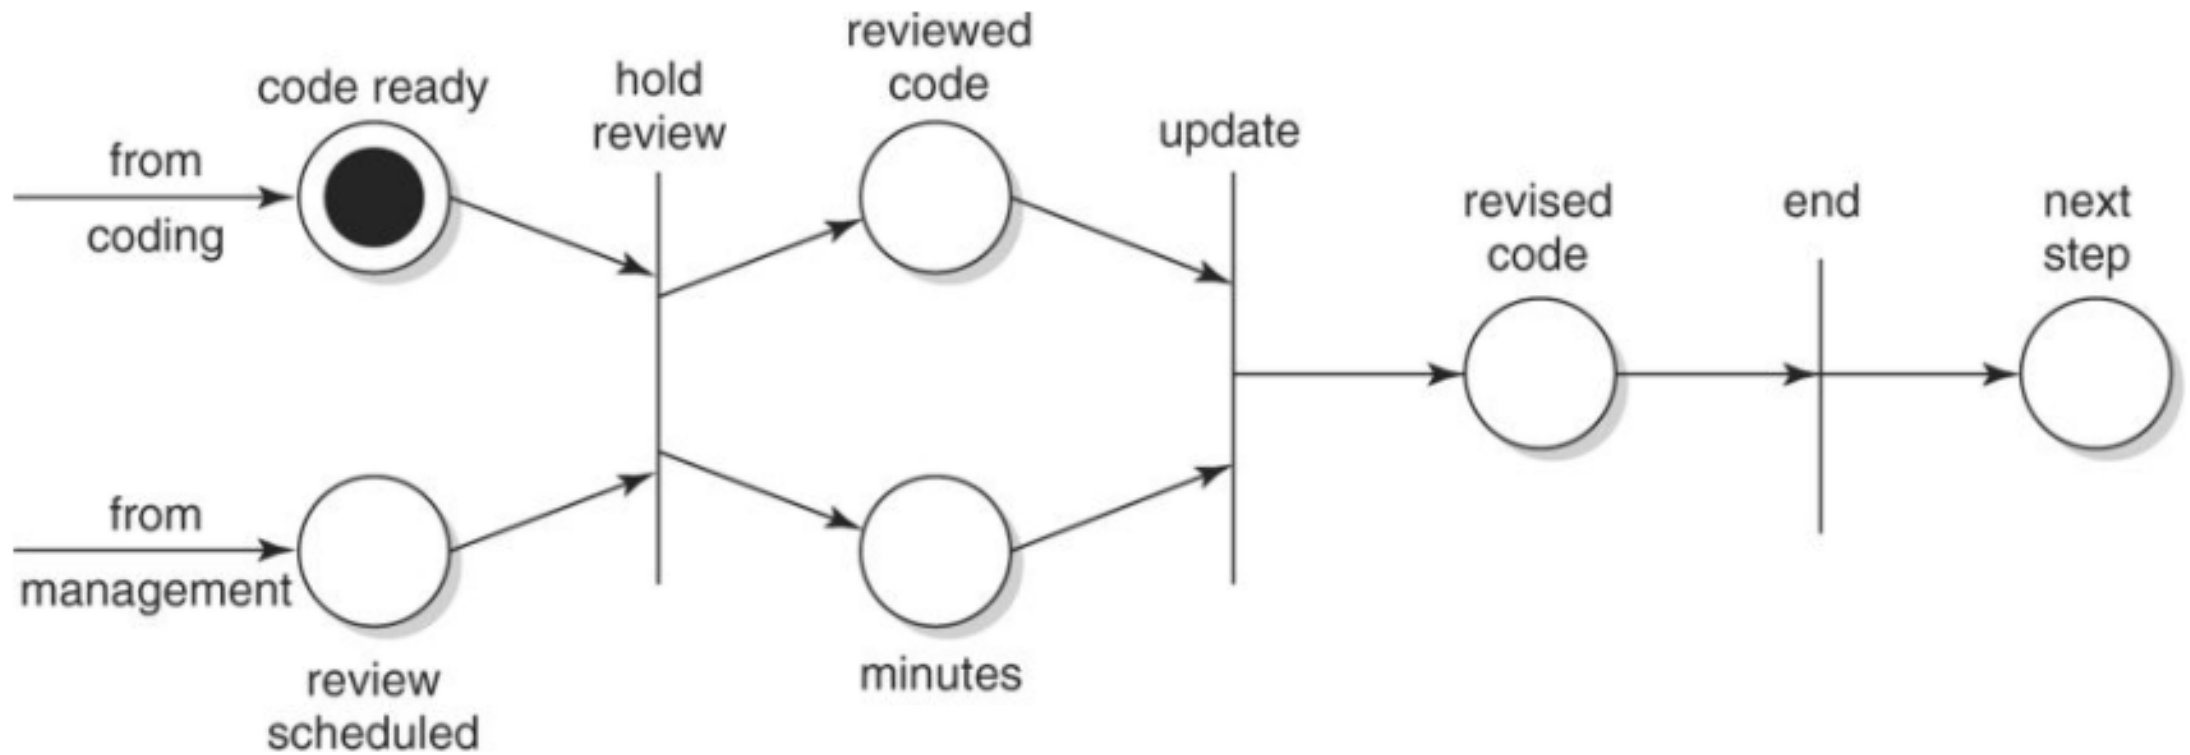 from
coding
code ready
hold
review
reviewed
code
update
revised
code
end
next
step
from
management
review
scheduled
minutes